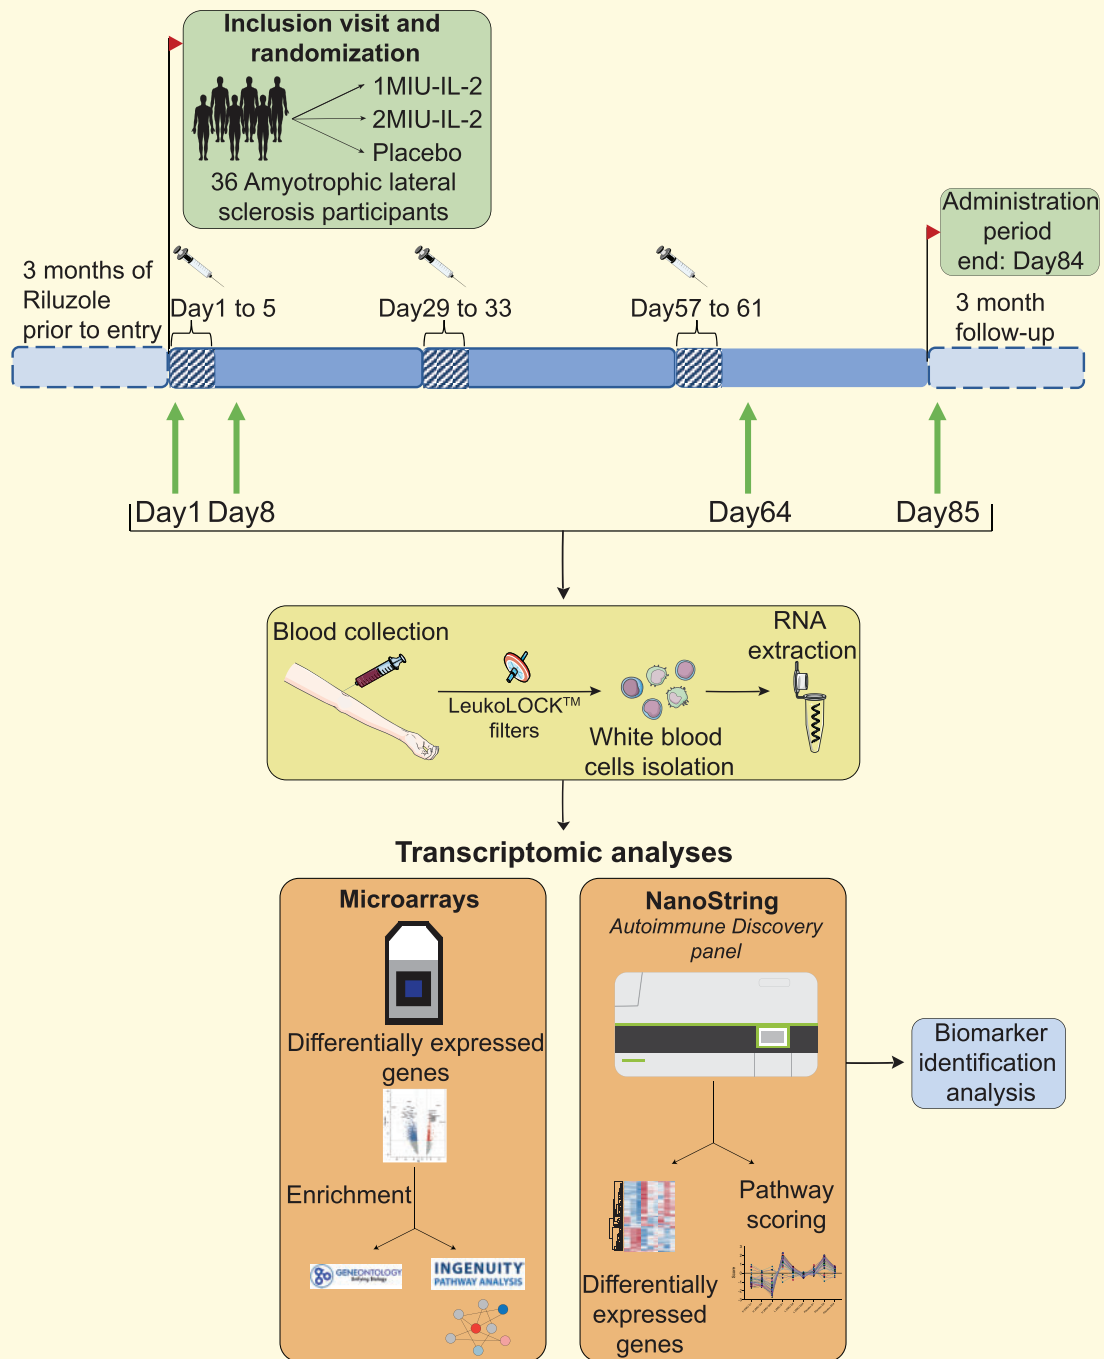 Inclusion visit and
randomization
1MIU-IL-2
2MIU-IL-2
Placebo
36 Amyotrophic lateral
sclerosis participants
Administration
period
end: Day84
3 months of
Riluzole
prior to entry
Day1 to 5
Day29 to 33
Day57 to 61
3 month
follow-up
Day1
Day8
Day64
Day85
Blood collection
LeukoLOCK™
filters
White blood
cells isolation
RNA
extraction
Transcriptomic analyses
Microarrays
Differentially expressed
genes
Enrichment
GENEONTOLOGY
Unifying Biology
INGENUITY
PATHWAY ANALYSIS
NanoString
Autoimmune Discovery
panel
Differentially
expressed
genes
Pathway
scoring
Score
Biomarker
identification
analysis